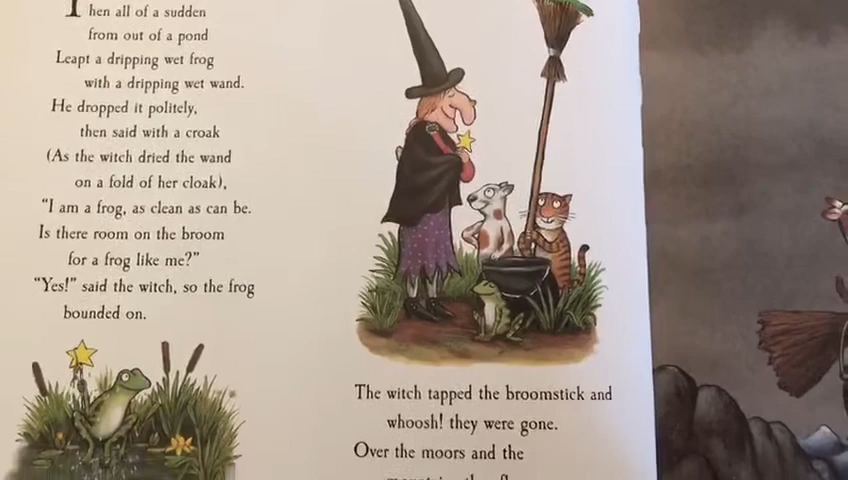 Then all of a sudden
from out of a pond
Leapt a dripping wet frog
with a dripping wet wand.
He dropped it politely,
then said with a croak
(As the witch dried the wand
on a fold of her cloak),
"I am a frog, as clean as can be.
Is there room on the broom
for a frog like me?"
"Yes!" said the witch, so the frog
bounded on.
The witch tapped the broomstick and
whoosh! they were gone.
Over the moors and the